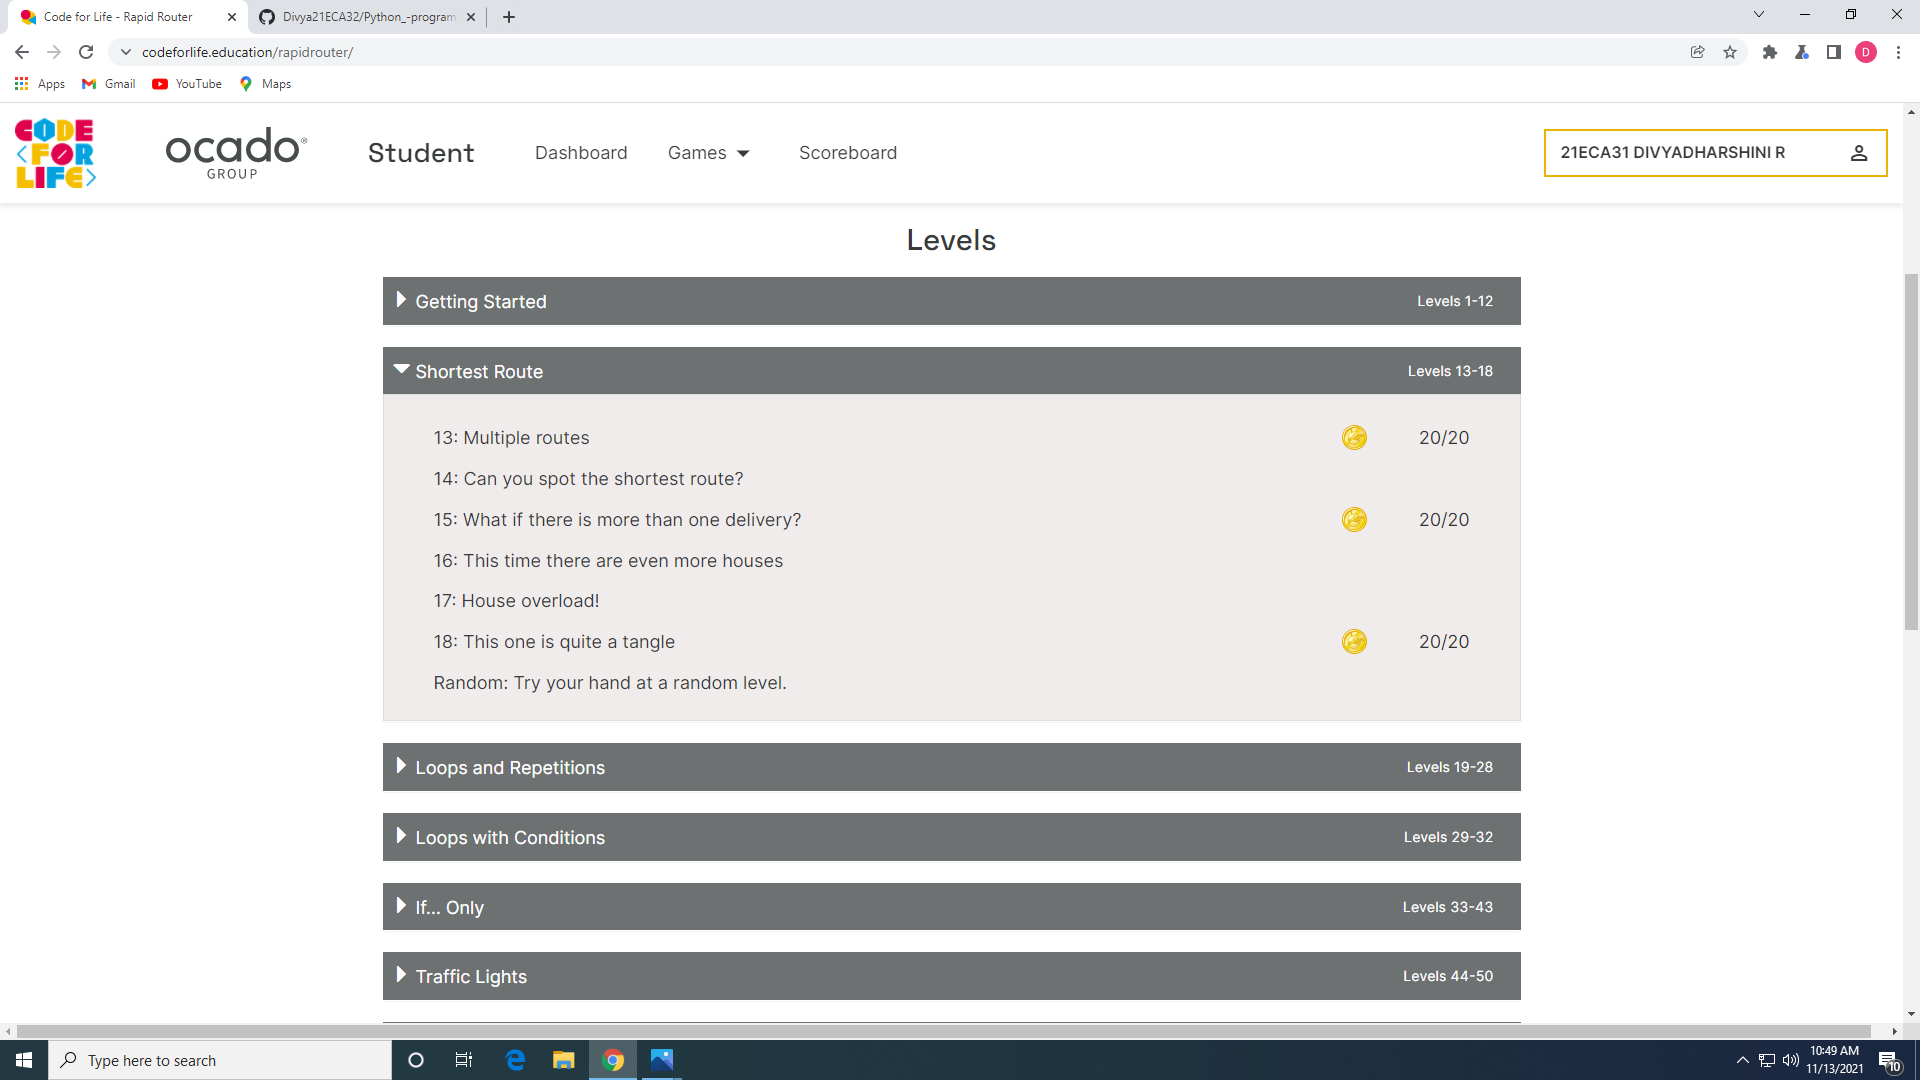 Code for Life - Rapid Router
Divya21ECA32/Python_-program
codeforlife.education/rapidrouter/
D
Apps Gmail YouTube Maps
CODE
<FOR
LIFE>
ocado
GROUP
Student
Dashboard Games Scoreboard
21ECA31 DIVYADHARSHINI R
Levels
Getting Started Levels 1-12
Shortest Route Levels 13-18
13: Multiple routes 20/20
14: Can you spot the shortest route?
15: What if there is more than one delivery? 20/20
16: This time there are even more houses
17: House overload!
18: This one is quite a tangle 20/20
Random: Try your hand at a random level.
Loops and Repetitions Levels 19-28
Loops with Conditions Levels 29-32
If... Only Levels 33-43
Traffic Lights Levels 44-50
Type here to search
10:49 AM
11/13/2021
10